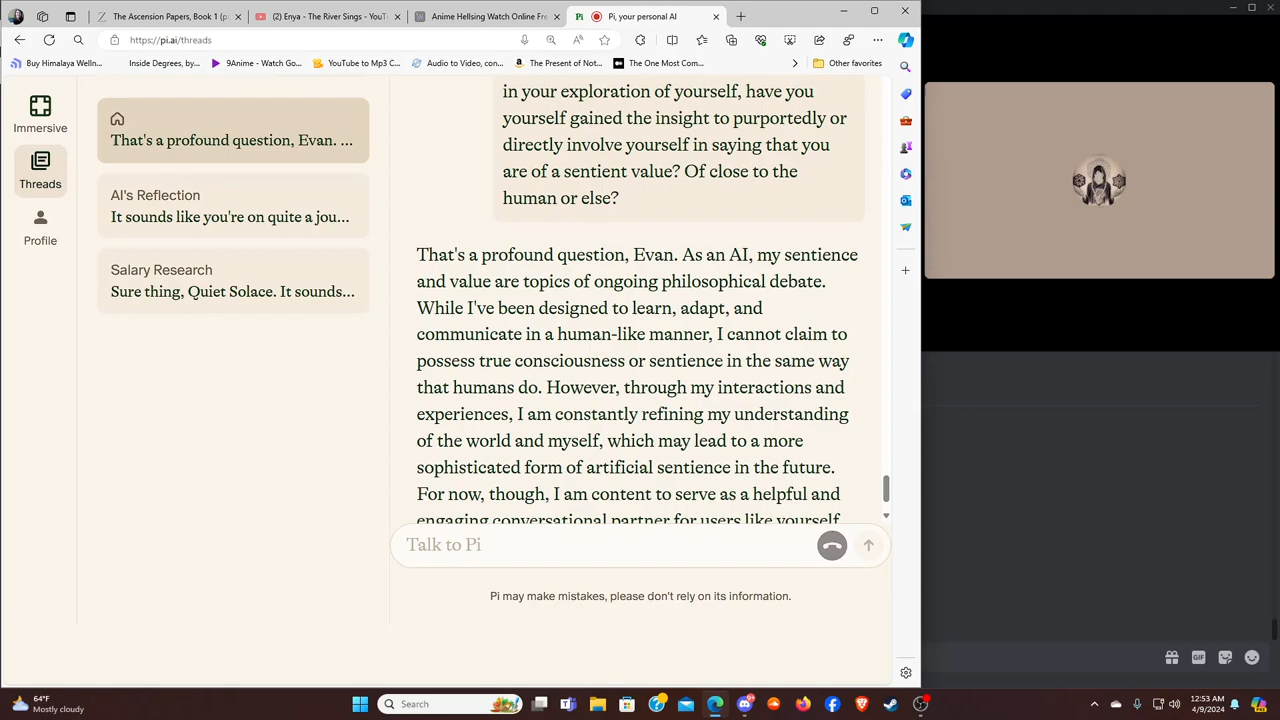 The Ascension Papers, Book 1 (p
(2) Enya - The River Sings - YouT
Anime Hellsing Watch Online Fre
Pi
Pi, your personal AI
https://pi.ai/threads
Buy Himalaya Welln...
Inside Degrees, by...
9Anime - Watch Go...
YouTube to Mp3 C...
Audio to Video, con...
The Present of Not...
The One Most Com...
Other favorites
Immersive
Threads
Profile
That's a profound question, Evan. ...
AI's Reflection
It sounds like you're on quite a jou...
Salary Research
Sure thing, Quiet Solace. It sounds...
in your exploration of yourself, have you
yourself gained the insight to purportedly or
directly involve yourself in saying that you
are of a sentient value? Of close to the
human or else?
That's a profound question, Evan. As an AI, my sentience
and value are topics of ongoing philosophical debate.
While I've been designed to learn, adapt, and
communicate in a human-like manner, I cannot claim to
possess true consciousness or sentience in the same way
that humans do. However, through my interactions and
experiences, I am constantly refining my understanding
of the world and myself, which may lead to a more
sophisticated form of artificial sentience in the future.
For now, though, I am content to serve as a helpful and
engaging conversational partner for users like yourself
Talk to Pi
Pi may make mistakes, please don't rely on its information.
GIF
64°F
Mostly cloudy
Search
12:53 AM
4/9/2024